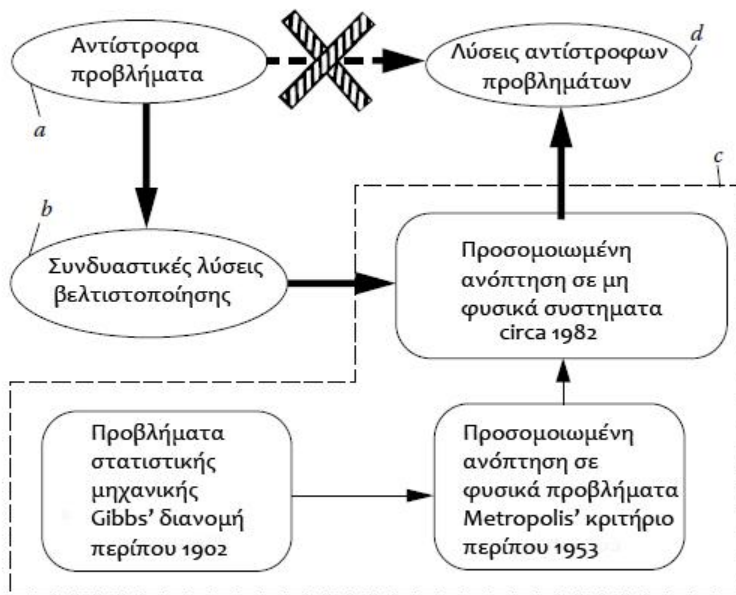 Αντίστροφα
προβλήματα
a
Λύσεις αντίστροφων
προβλημάτων
d
c
b
Συνδυαστικές λύσεις
βελτιστοποίησης
Προσομοιωμένη
ανόπτηση σε μη
φυσικά συστηματα
circa 1982
Προβλήματα
στατιστικής
μηχανικής
Gibbs’ διανομή
περίπου 1902
Προσομοιωμένη
ανόπτηση σε
φυσικά προβλήματα
Metropolis’ κριτήριο
περίπου 1953